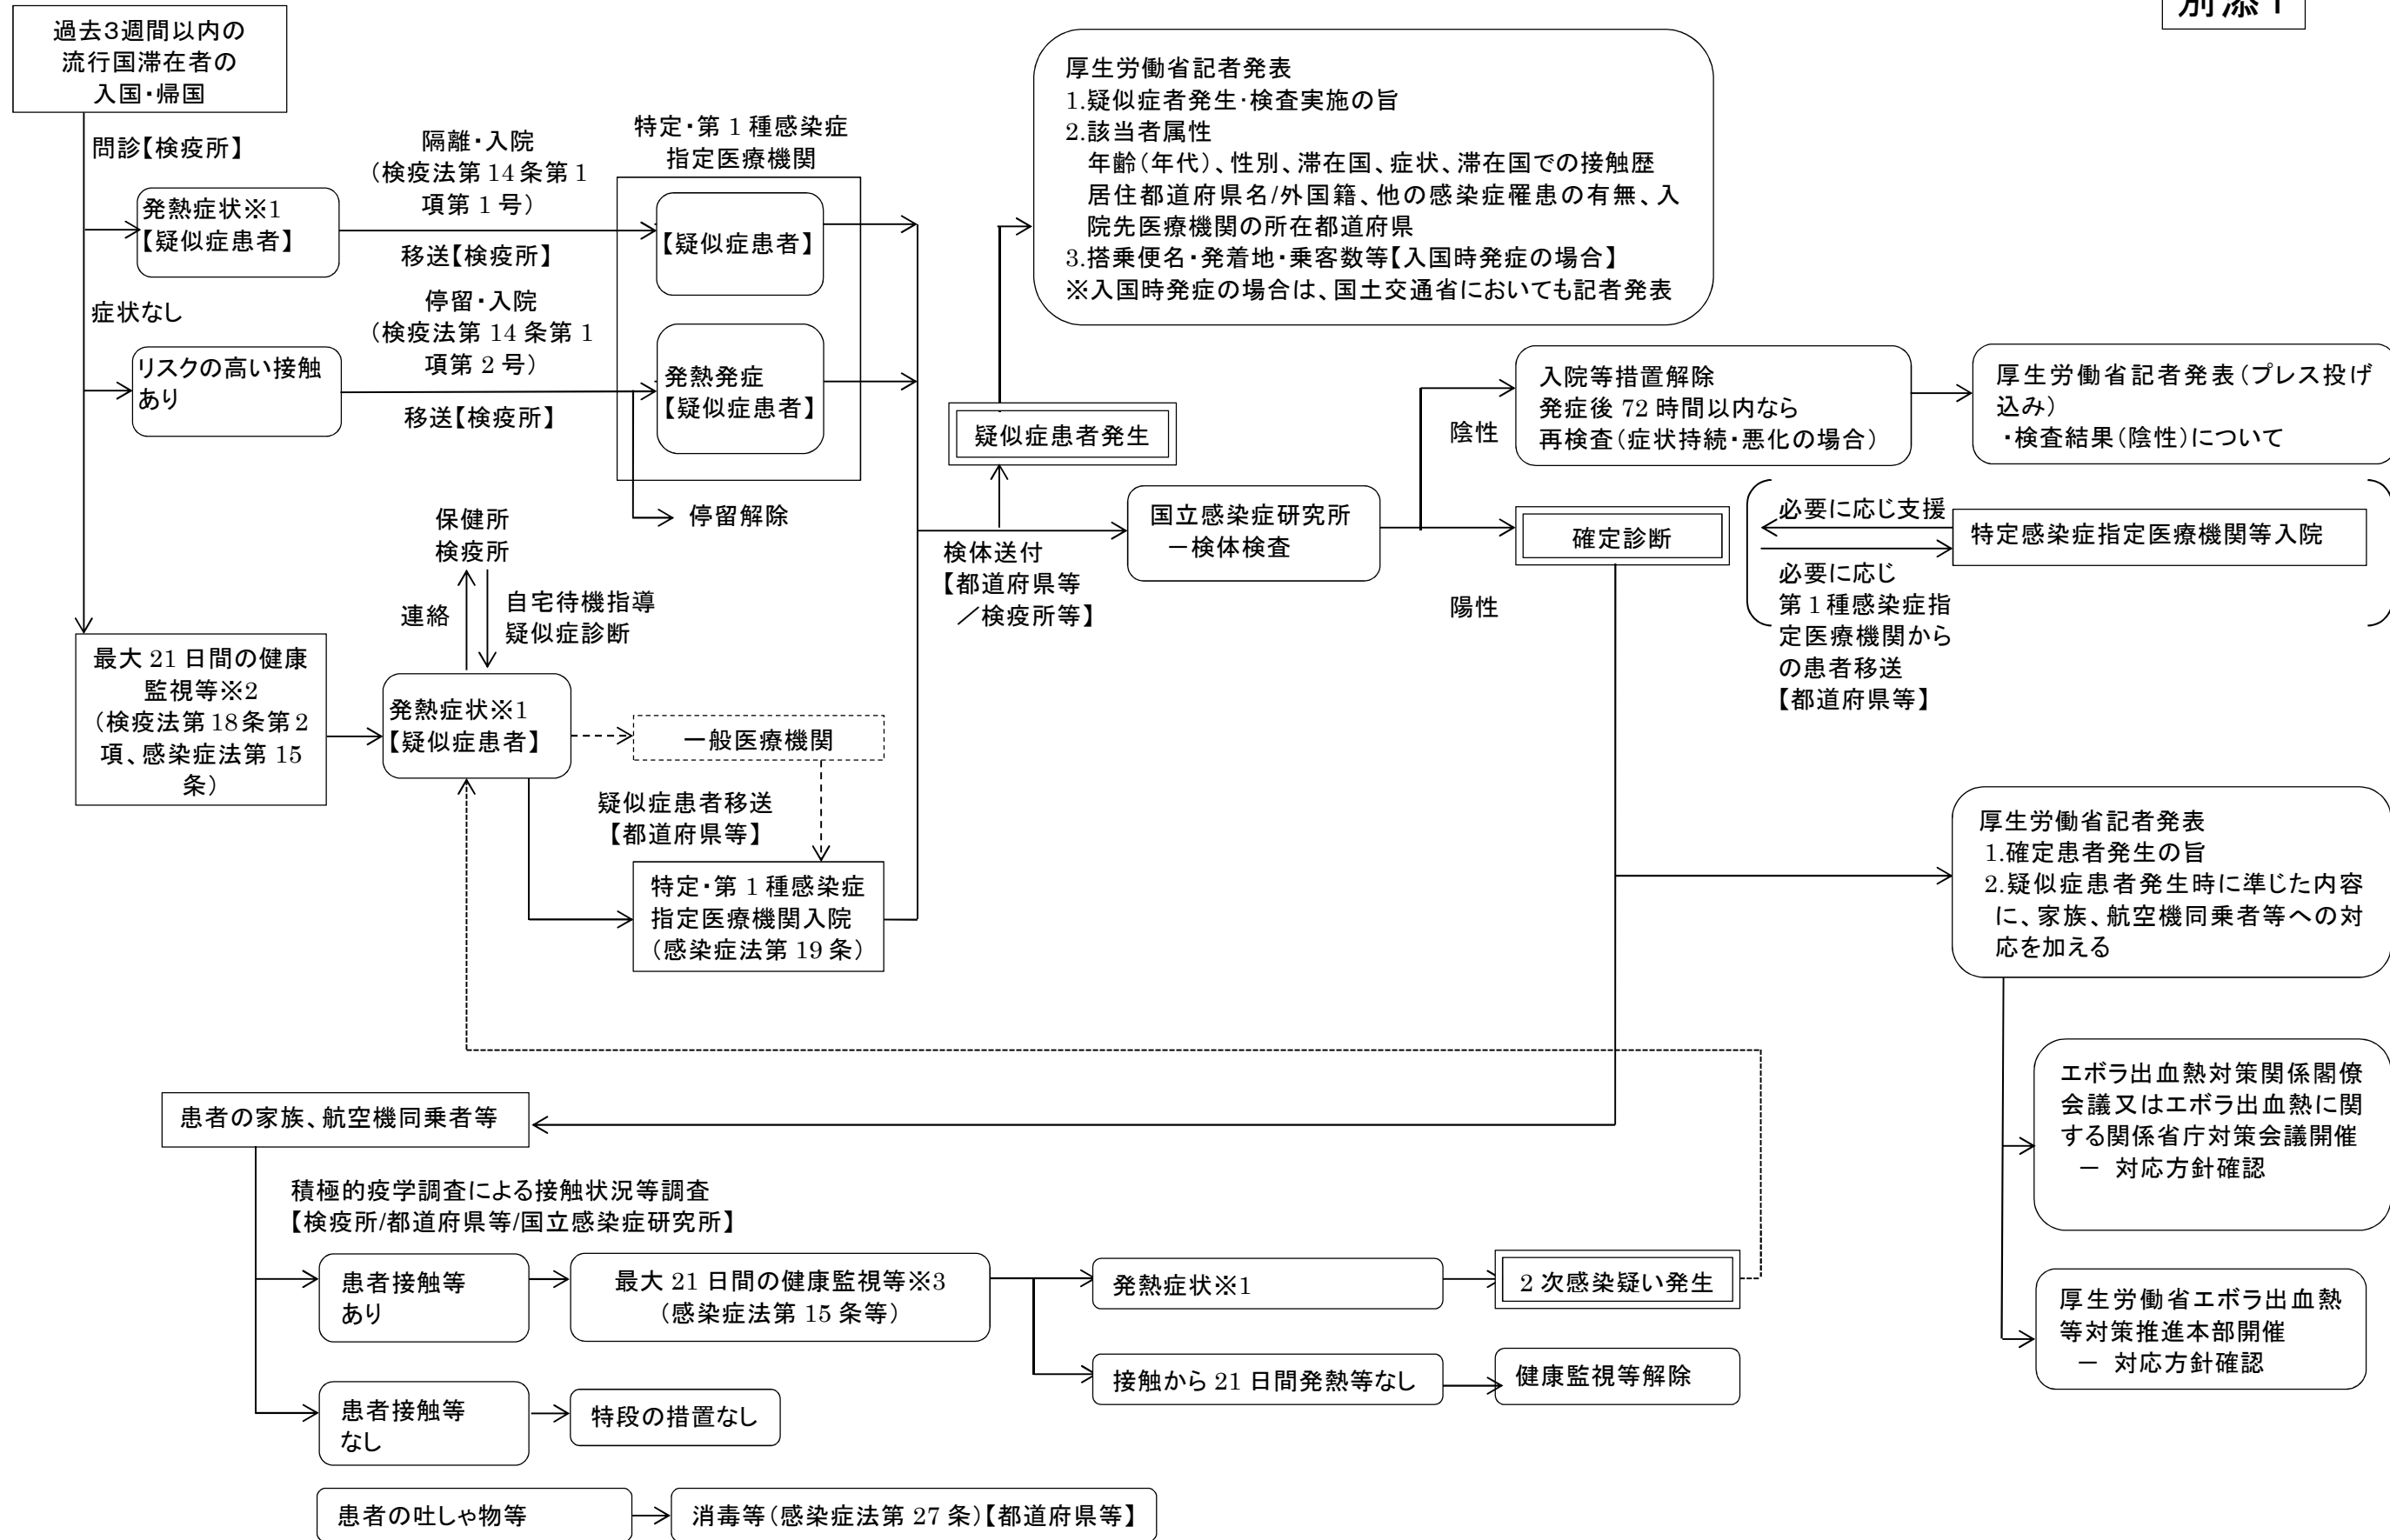 別添1
過去3週間以内の
流行国滞在者の
入国・帰国
問診【検疫所】
発熱症状※1
【疑似症患者】
隔離・入院
（検疫法第14条第1
項第1号）
移送【検疫所】
特定・第1種感染症
指定医療機関
【疑似症患者】
症状なし
リスクの高い接触
あり
停留・入院
（検疫法第14条第1
項第2号）
移送【検疫所】
発熱発症
【疑似症患者】
停留解除
厚生労働省記者発表
1.疑似症者発生・検査実施の旨
2.該当者属性
年齢（年代）、性別、滞在国、症状、滞在国での接触歴
居住都道府県名/外国籍、他の感染症罹患の有無、入
院先医療機関の所在都道府県
3.搭乗便名・発着地・乗客数等【入国時発症の場合】
※入国時発症の場合は、国土交通省においても記者発表
疑似症患者発生
検体送付
【都道府県等
／検疫所等】
国立感染症研究所
－検体検査
陰性
入院等措置解除
発症後72時間以内なら
再検査（症状持続・悪化の場合）
厚生労働省記者発表（プレス投げ
込み）
・検査結果（陰性）について
陽性
確定診断
必要に応じ支援
特定感染症指定医療機関等入院
必要に応じ
第1種感染症指
定医療機関から
の患者移送
【都道府県等】
保健所
検疫所
連絡
自宅待機指導
疑似症診断
最大21日間の健康
監視等※2
（検疫法第18条第2
項、感染症法第15
条）
発熱症状※1
【疑似症患者】
一般医療機関
疑似症患者移送
【都道府県等】
特定・第1種感染症
指定医療機関入院
（感染症法第19条）
厚生労働省記者発表
1.確定患者発生の旨
2.疑似症患者発生時に準じた内容
に、家族、航空機同乗者等への対
応を加える
エボラ出血熱対策関係閣僚
会議又はエボラ出血熱に関
する関係省庁対策会議開催
－ 対応方針確認
厚生労働省エボラ出血熱
等対策推進本部開催
－ 対応方針確認
患者の家族、航空機同乗者等
積極的疫学調査による接触状況等調査
【検疫所/都道府県等/国立感染症研究所】
患者接触等
あり
最大21日間の健康監視等※3
（感染症法第15条等）
発熱症状※1
2次感染疑い発生
接触から21日間発熱等なし
健康監視等解除
患者接触等
なし
特段の措置なし
患者の吐しゃ物等
消毒等（感染症法第27条）【都道府県等】